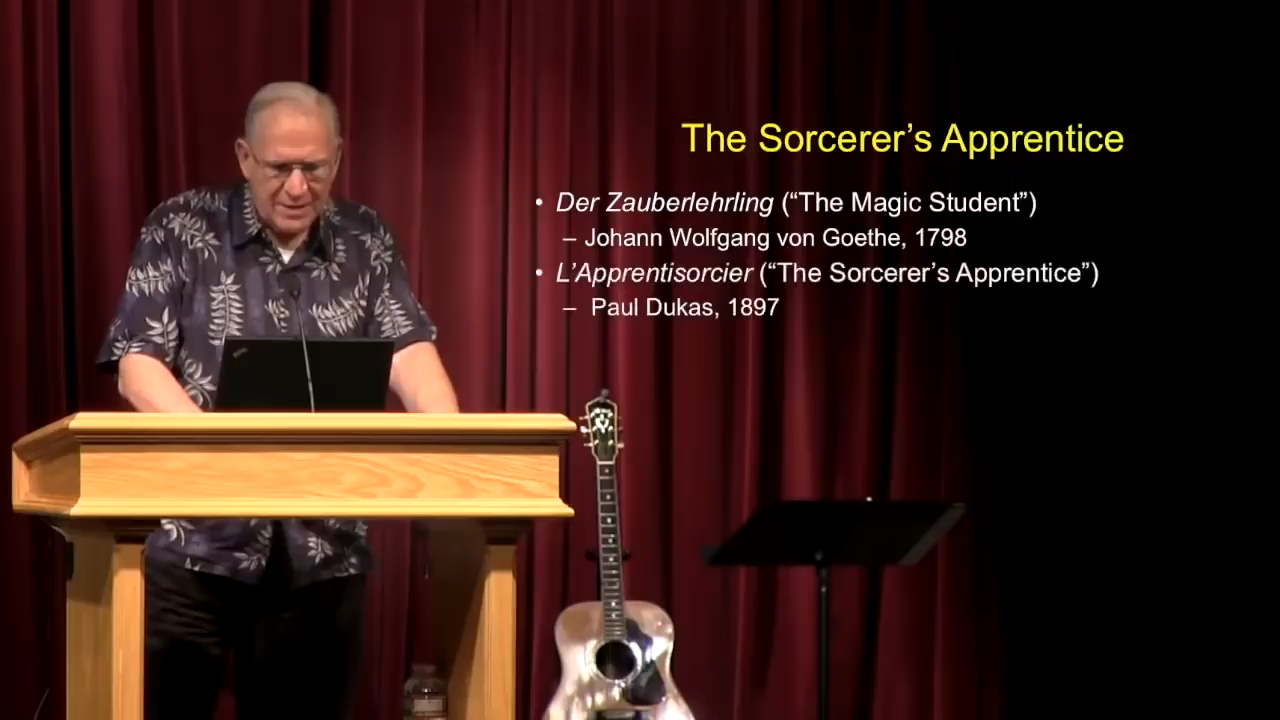 The Sorcerer’s Apprentice
• Der Zauberlehrling (“The Magic Student”)
– Johann Wolfgang von Goethe, 1798
• L’Apprentisorcier (“The Sorcerer’s Apprentice”)
– Paul Dukas, 1897